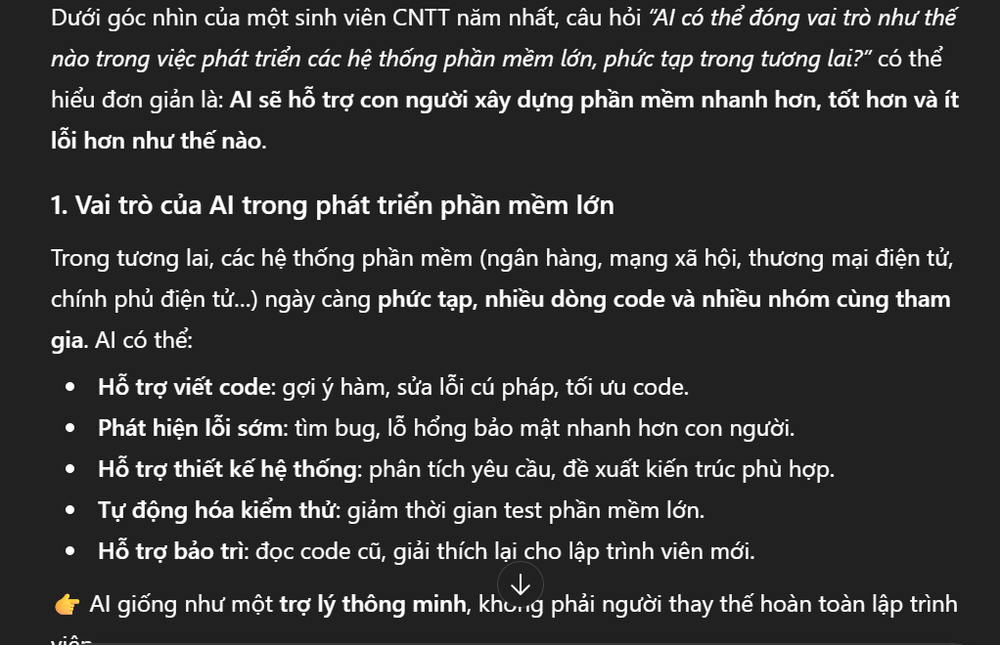 Dưới góc nhìn của một sinh viên CNTT năm nhất, câu hỏi “AI có thể đóng vai trò như thế
nào trong việc phát triển các hệ thống phần mềm lớn, phức tạp trong tương lai?” có thể
hiểu đơn giản là: AI sẽ hỗ trợ con người xây dựng phần mềm nhanh hơn, tốt hơn và ít
lỗi hơn như thế nào.
1. Vai trò của AI trong phát triển phần mềm lớn
Trong tương lai, các hệ thống phần mềm (ngân hàng, mạng xã hội, thương mại điện tử,
chính phủ điện tử…) ngày càng phức tạp, nhiều dòng code và nhiều nhóm cùng tham
gia. AI có thể:
• Hỗ trợ viết code: gợi ý hàm, sửa lỗi cú pháp, tối ưu code.
• Phát hiện lỗi sớm: tìm bug, lỗ hổng bảo mật nhanh hơn con người.
• Hỗ trợ thiết kế hệ thống: phân tích yêu cầu, đề xuất kiến trúc phù hợp.
• Tự động hóa kiểm thử: giảm thời gian test phần mềm lớn.
• Hỗ trợ bảo trì: đọc code cũ, giải thích lại cho lập trình viên mới.
👉 AI giống như một trợ lý thông minh, không phải người thay thế hoàn toàn lập trình
viên